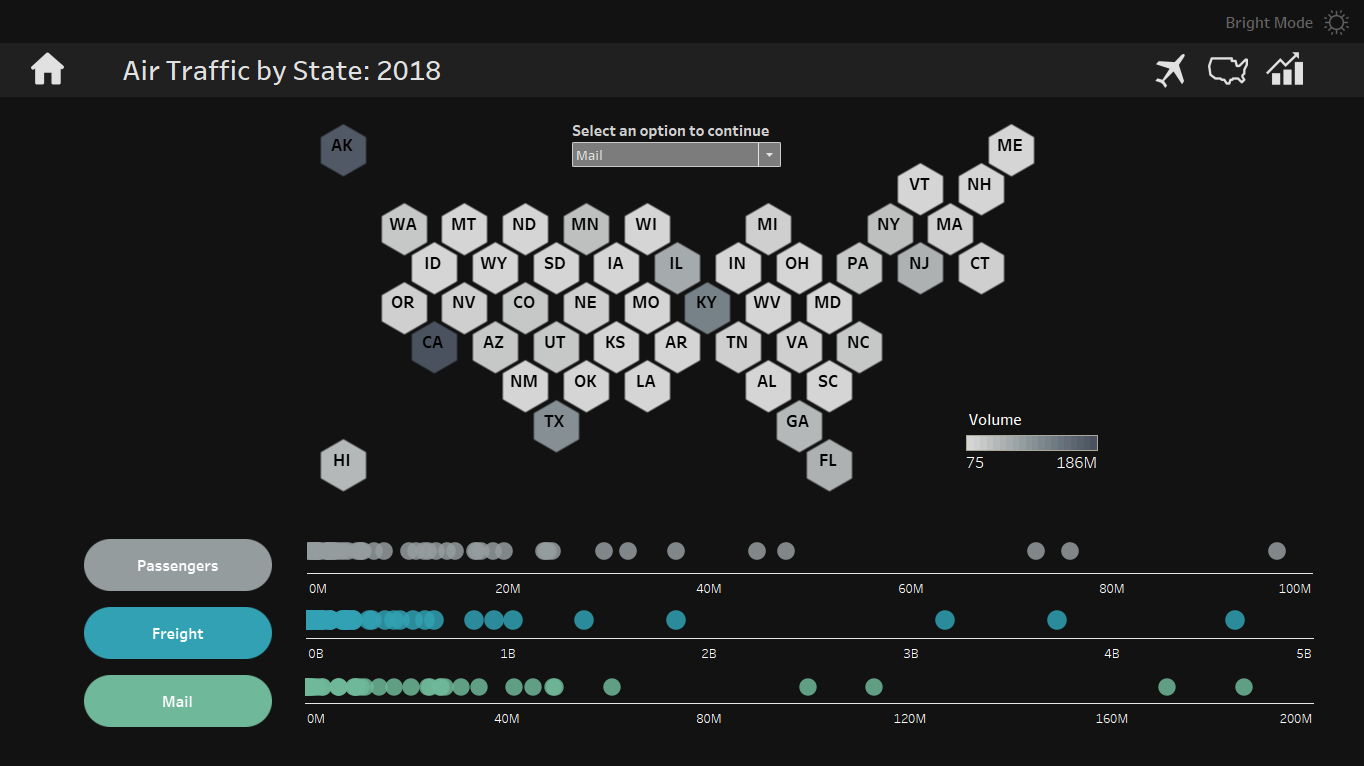 Bright Mode
Air Traffic by State: 2018
Select an option to continue
Mail
AK
ME
VT NH
WA MT ND MN WI MI NY MA
ID WY SD IA IL IN OH PA NJ CT
OR NV CO NE MO KY WV MD
CA AZ UT KS AR TN VA NC
NM OK LA AL SC
TX GA
HI FL
Volume
75 186M
Passengers
0M 20M 40M 60M 80M 100M
Freight
0B 1B 2B 3B 4B 5B
Mail
0M 40M 80M 120M 160M 200M